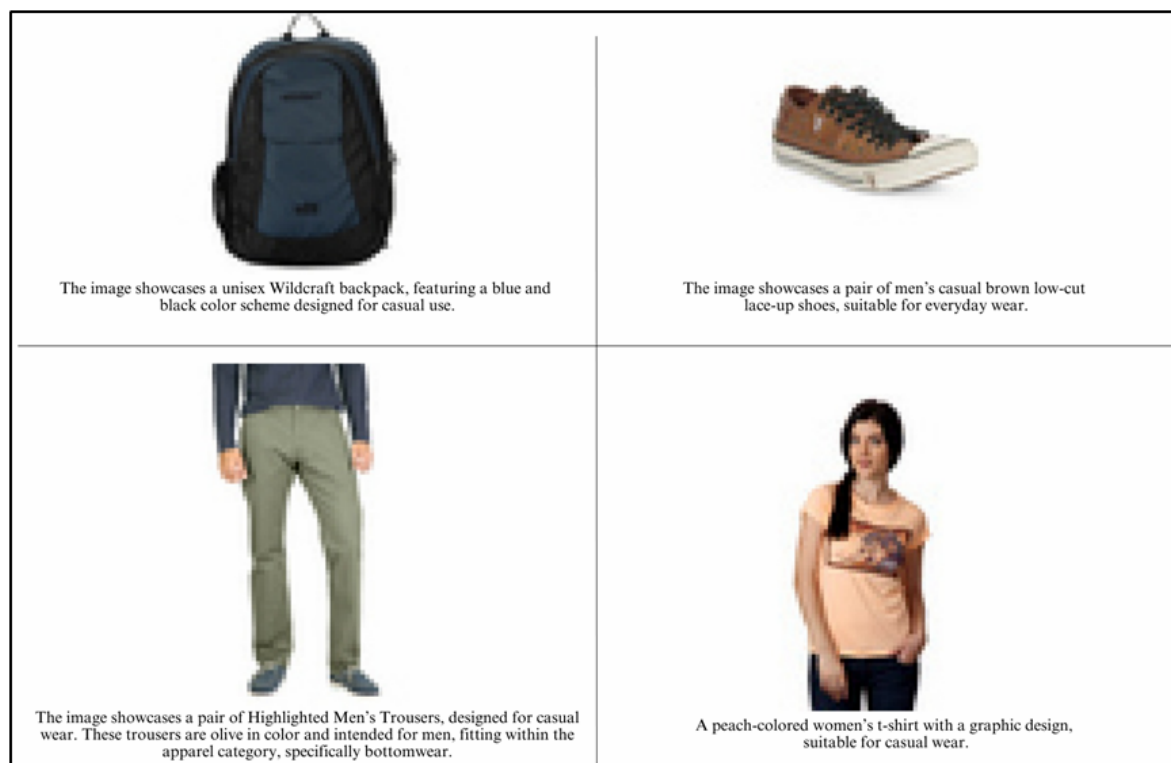 The image showcases a unisex Wildcraft backpack, featuring a blue and
black color scheme designed for casual use.
The image showcases a pair of men’s casual brown low-cut
lace-up shoes, suitable for everyday wear.
The image showcases a pair of Highlighted Men’s Trousers, designed for casual
wear. These trousers are olive in color and intended for men, fitting within the
apparel category, specifically bottomwear.
A peach-colored women’s t-shirt with a graphic design,
suitable for casual wear.